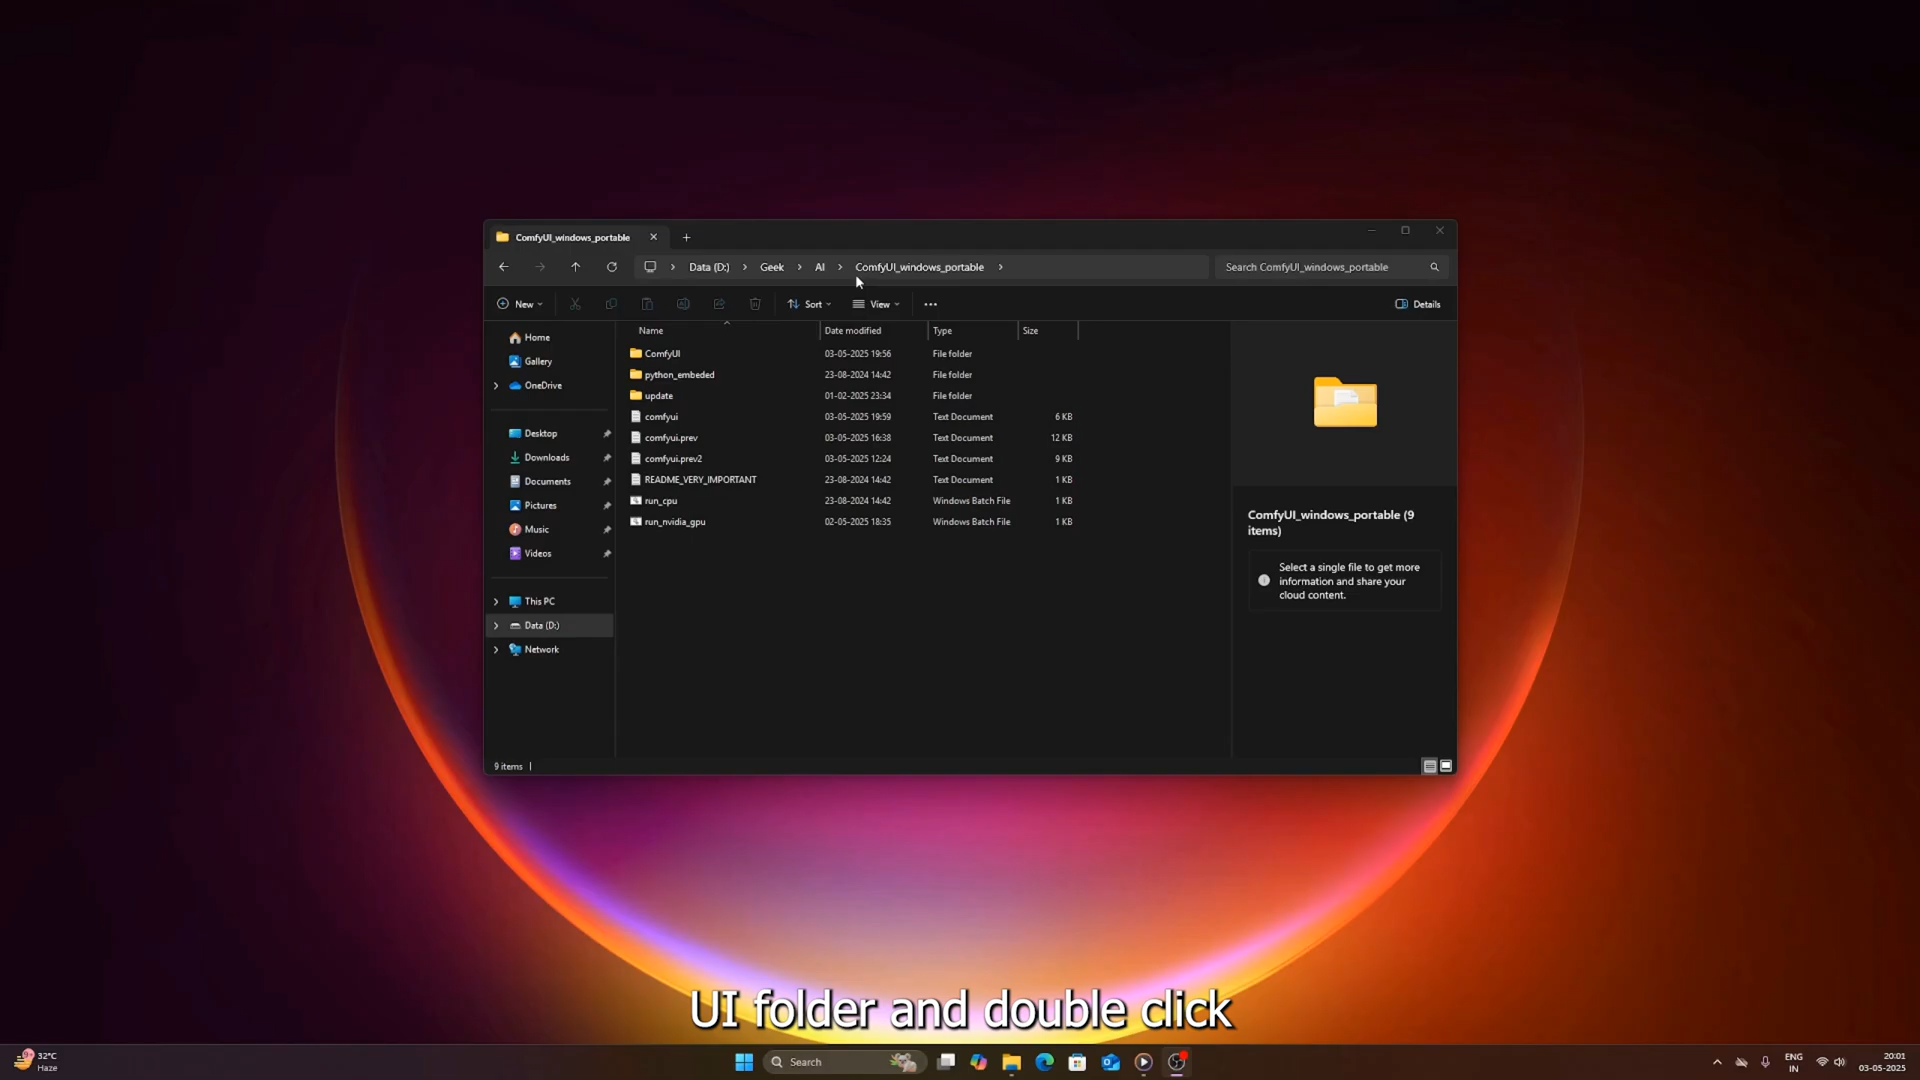 ComfyUI_windows_portable
Data (D:) Geek AI ComfyUI_windows_portable
Search ComfyUI_windows_portable
New Sort View Details
Name Date modified Type Size
ComfyUI 03-05-2025 19:56 File folder
python_embeded 23-08-2024 14:42 File folder
update 01-02-2025 23:34 File folder
comfyui 03-05-2025 19:59 Text Document 6 KB
comfyui.prev 03-05-2025 16:38 Text Document 12 KB
comfyui.prev2 03-05-2025 12:24 Text Document 9 KB
README_VERY_IMPORTANT 23-08-2024 14:42 Text Document 1 KB
run_cpu 23-08-2024 14:42 Windows Batch File 1 KB
run_nvidia_gpu 02-05-2025 18:35 Windows Batch File 1 KB
Home
Gallery
OneDrive
Desktop
Downloads
Documents
Pictures
Music
Videos
This PC
Data (D:)
Network
ComfyUI_windows_portable (9
items)
Select a single file to get more
information and share your
cloud content.
9 items
UI folder and double click
32°C
Haze
Search
ENG
IN
20:01
03-05-2025